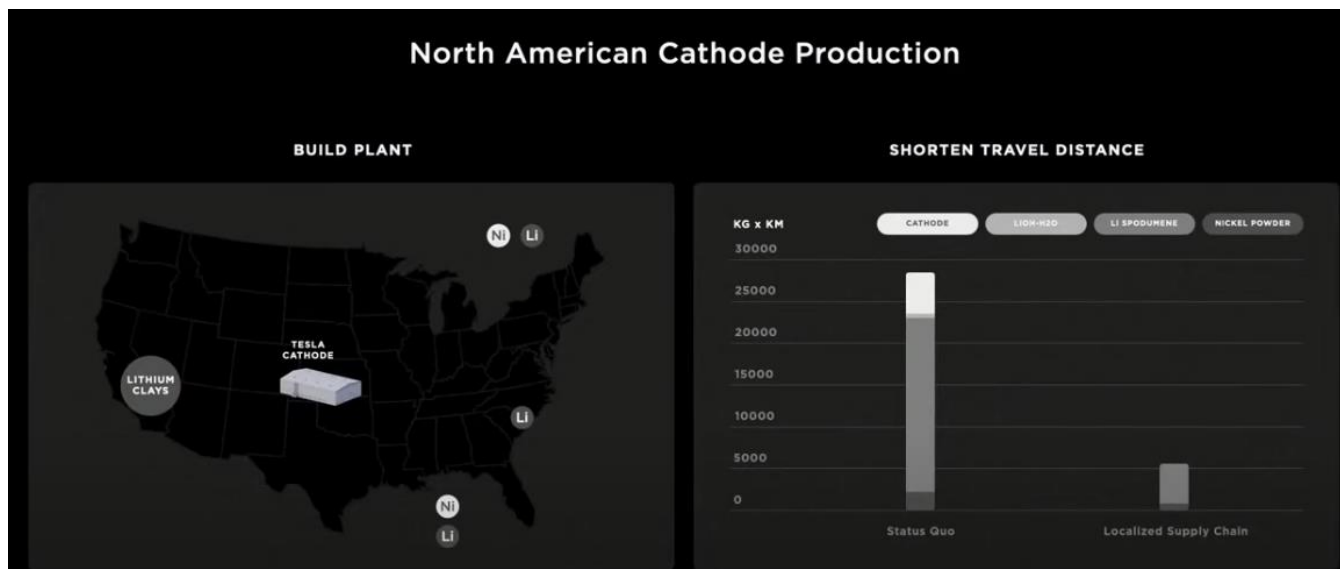 North American Cathode Production
BUILD PLANT
Ni
Li
TESLA
CATHODE
LITHIUM
CLAYS
Li
Ni
Li
SHORTEN TRAVEL DISTANCE
KG x KM
CATHODE
LIOH-H2O
LI SPODUMENE
NICKEL POWDER
30000
25000
20000
15000
10000
5000
0
Status Quo
Localized Supply Chain